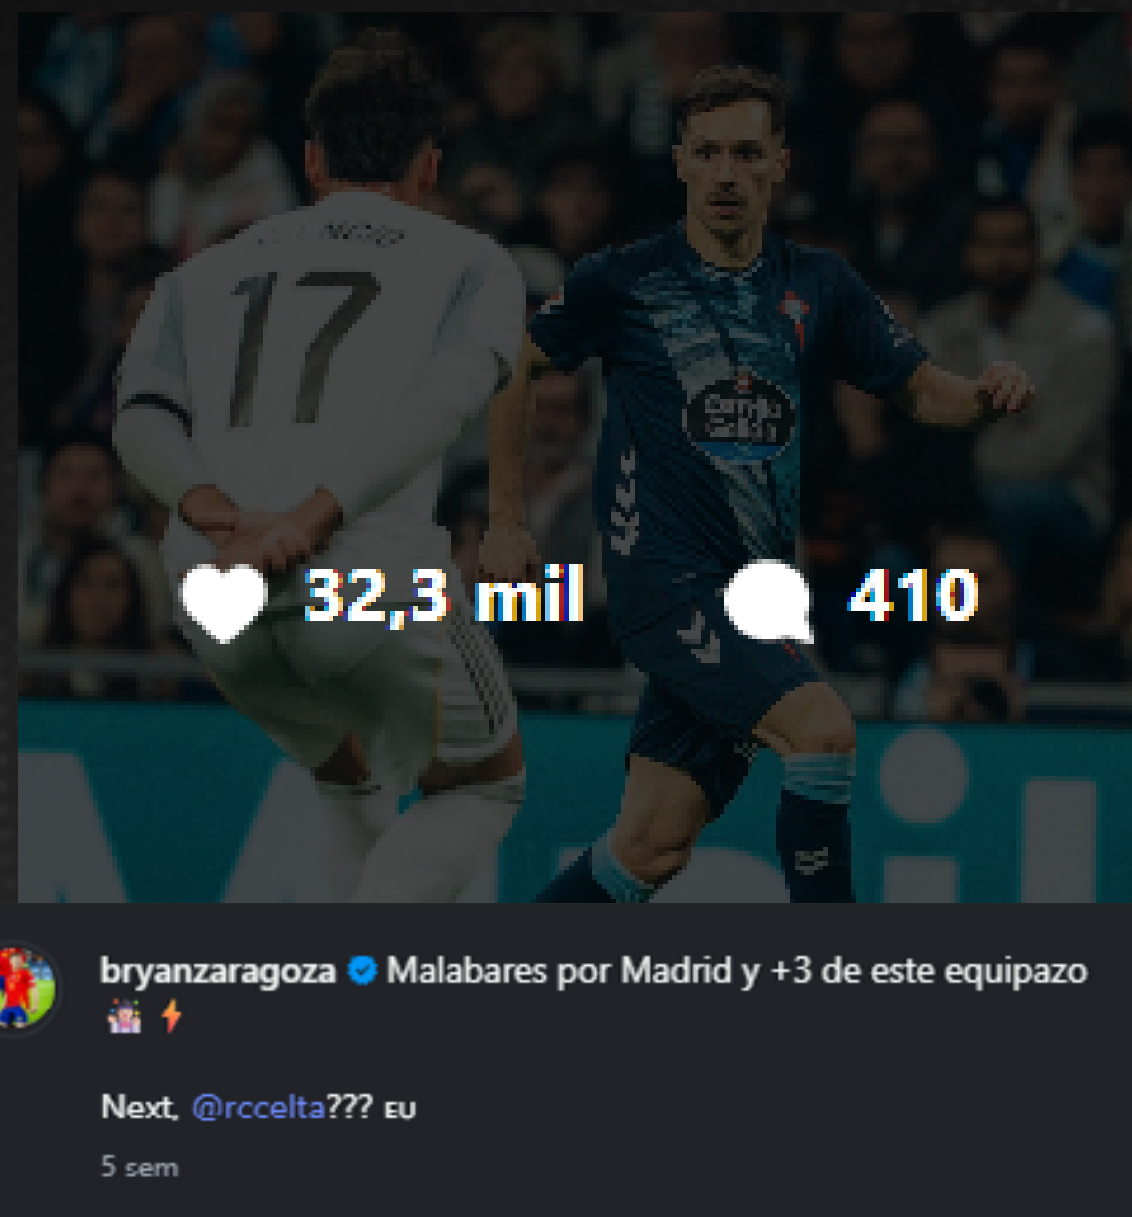 17
32,3 mil
410
bryanzaragoza Malabares por Madrid y +3 de este equipazo
🤹🏻⚡
Next, @rccelta??? EU
5 sem